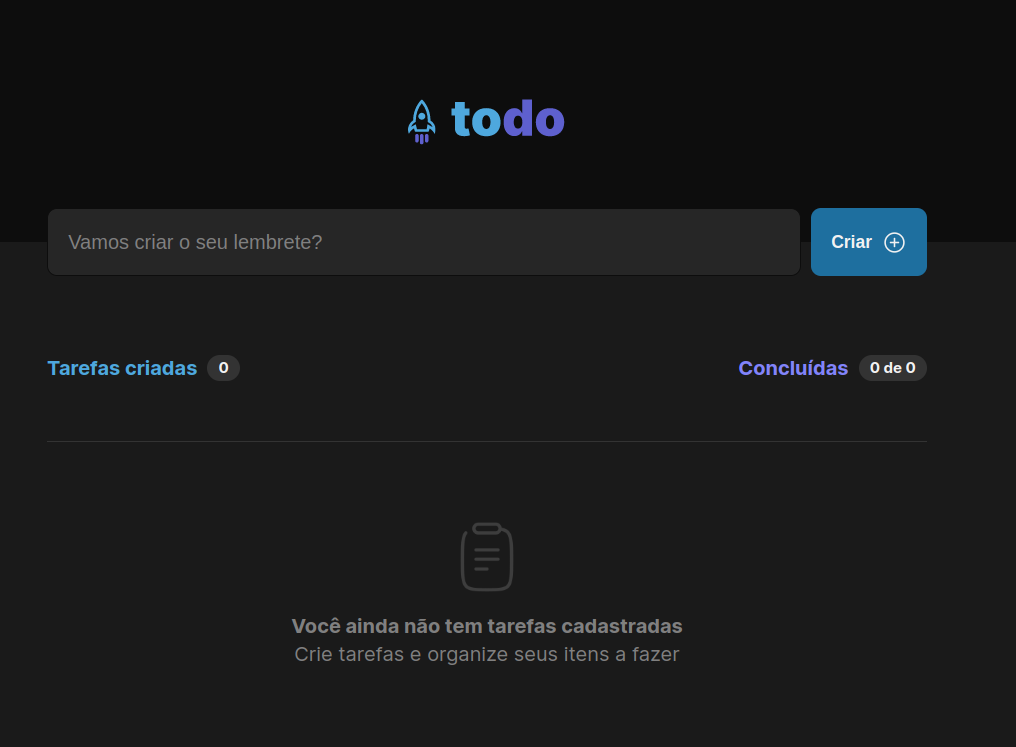 todo
Vamos criar o seu lembrete?
Criar
Tarefas criadas 0
Concluídas 0 de 0
Você ainda não tem tarefas cadastradas
Crie tarefas e organize seus itens a fazer